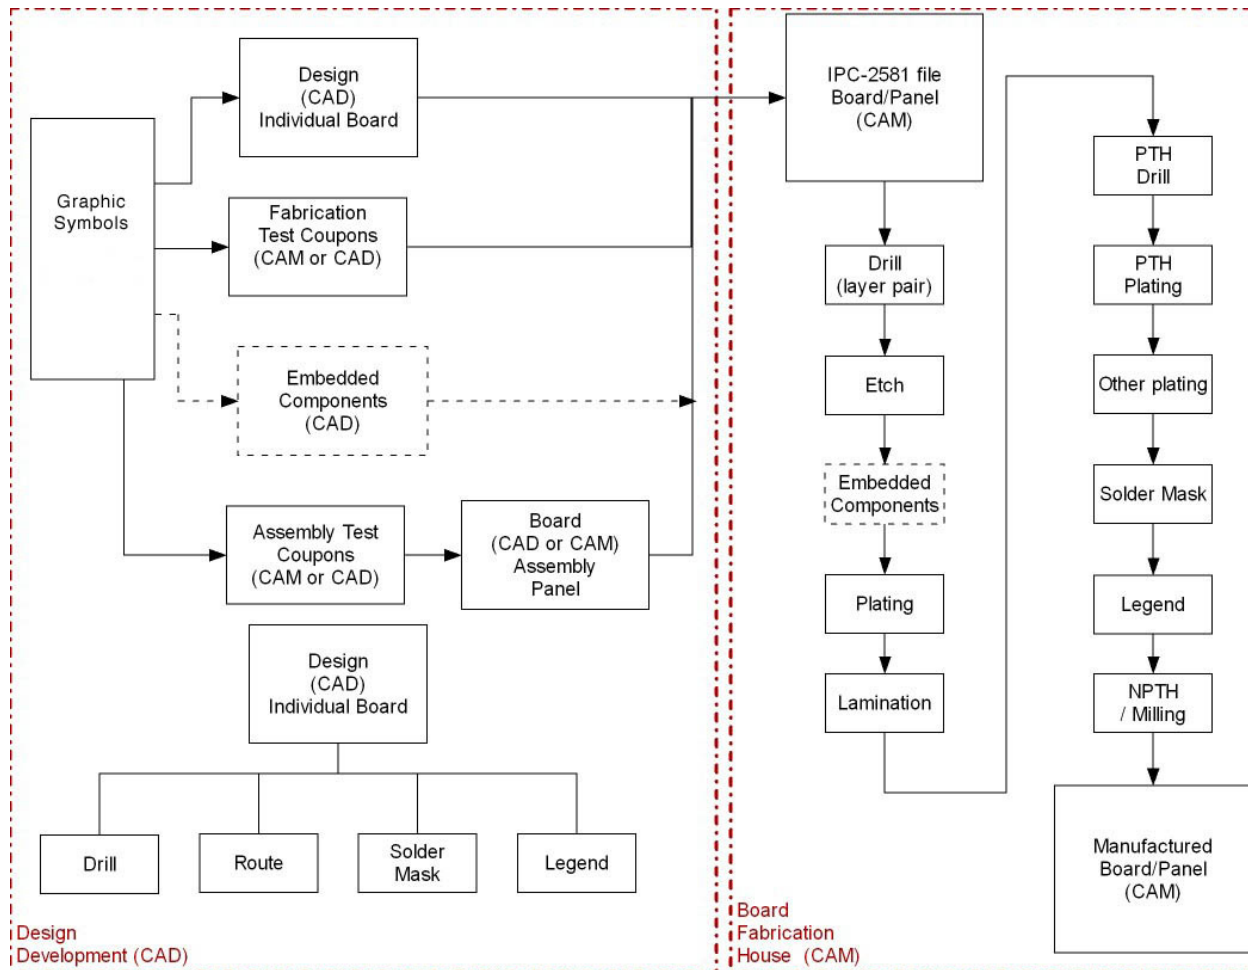 Design
(CAD)
Individual Board
Graphic
Symbols
Fabrication
Test Coupons
(CAM or CAD)
Embedded
Components
(CAD)
Assembly Test
Coupons
(CAM or CAD)
Board
(CAD or CAM)
Assembly
Panel
Design
(CAD)
Individual Board
Drill
Route
Solder
Mask
Legend
Design
Development (CAD)
IPC-2581 file
Board/Panel
(CAM)
Drill
(layer pair)
Etch
Embedded
Components
Plating
Lamination
PTH
Drill
PTH
Plating
Other plating
Solder Mask
Legend
NPTH
/ Milling
Manufactured
Board/Panel
(CAM)
Board
Fabrication
House (CAM)